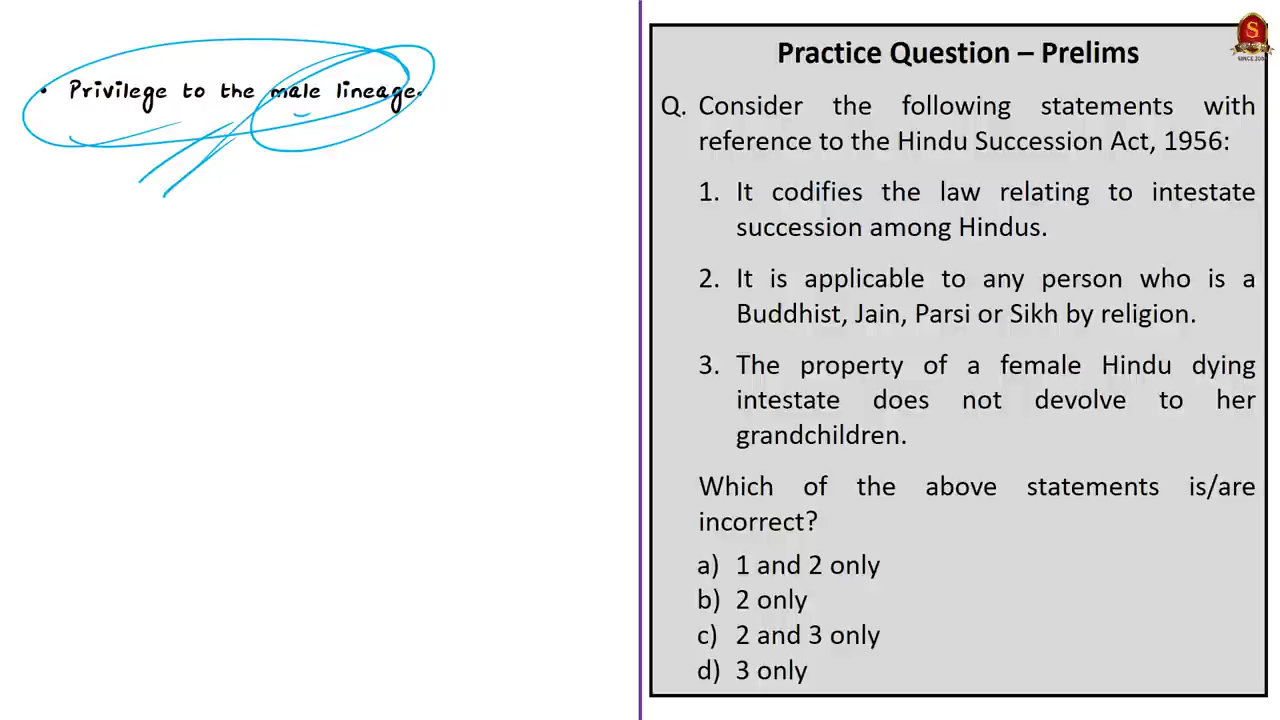 • Privilege to the male lineage.
Practice Question – Prelims
Q. Consider the following statements with
reference to the Hindu Succession Act, 1956:
1. It codifies the law relating to intestate
succession among Hindus.
2. It is applicable to any person who is a
Buddhist, Jain, Parsi or Sikh by religion.
3. The property of a female Hindu dying
intestate does not devolve to her
grandchildren.
Which of the above statements is/are
incorrect?
a) 1 and 2 only
b) 2 only
c) 2 and 3 only
d) 3 only
S